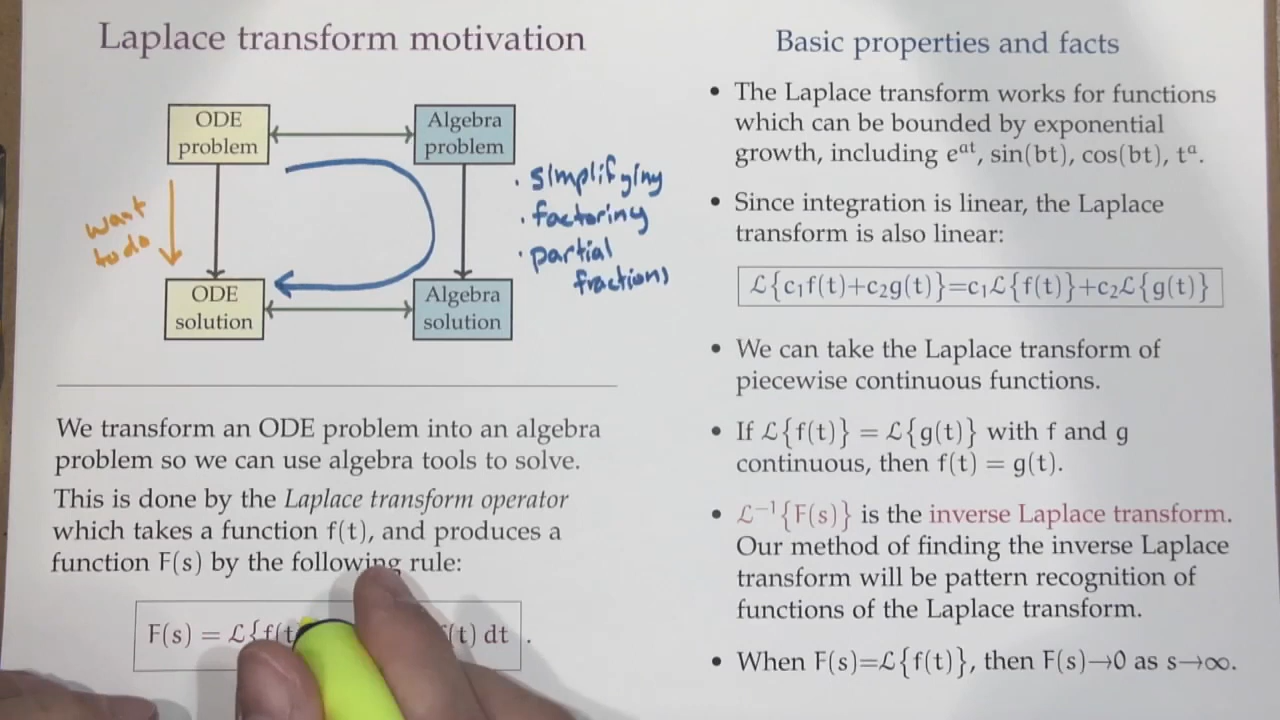 Laplace transform motivation
ODE
problem
Algebra
problem
want
to do
• simplifying
• factoring
• partial
fractions
ODE
solution
Algebra
solution
We transform an ODE problem into an algebra
problem so we can use algebra tools to solve.
This is done by the Laplace transform operator
which takes a function f(t), and produces a
function F(s) by the following rule:
F(s) = ℒ{f(t f(t) dt .
Basic properties and facts
• The Laplace transform works for functions
which can be bounded by exponential
growth, including eᵃᵗ, sin(bt), cos(bt), tᵃ.
• Since integration is linear, the Laplace
transform is also linear:
ℒ{c₁f(t)+c₂g(t)}=c₁ℒ{f(t)}+c₂ℒ{g(t)}
• We can take the Laplace transform of
piecewise continuous functions.
• If ℒ{f(t)} = ℒ{g(t)} with f and g
continuous, then f(t) = g(t).
• ℒ⁻¹{F(s)} is the inverse Laplace transform.
Our method of finding the inverse Laplace
transform will be pattern recognition of
functions of the Laplace transform.
• When F(s)=ℒ{f(t)}, then F(s)→0 as s→∞.